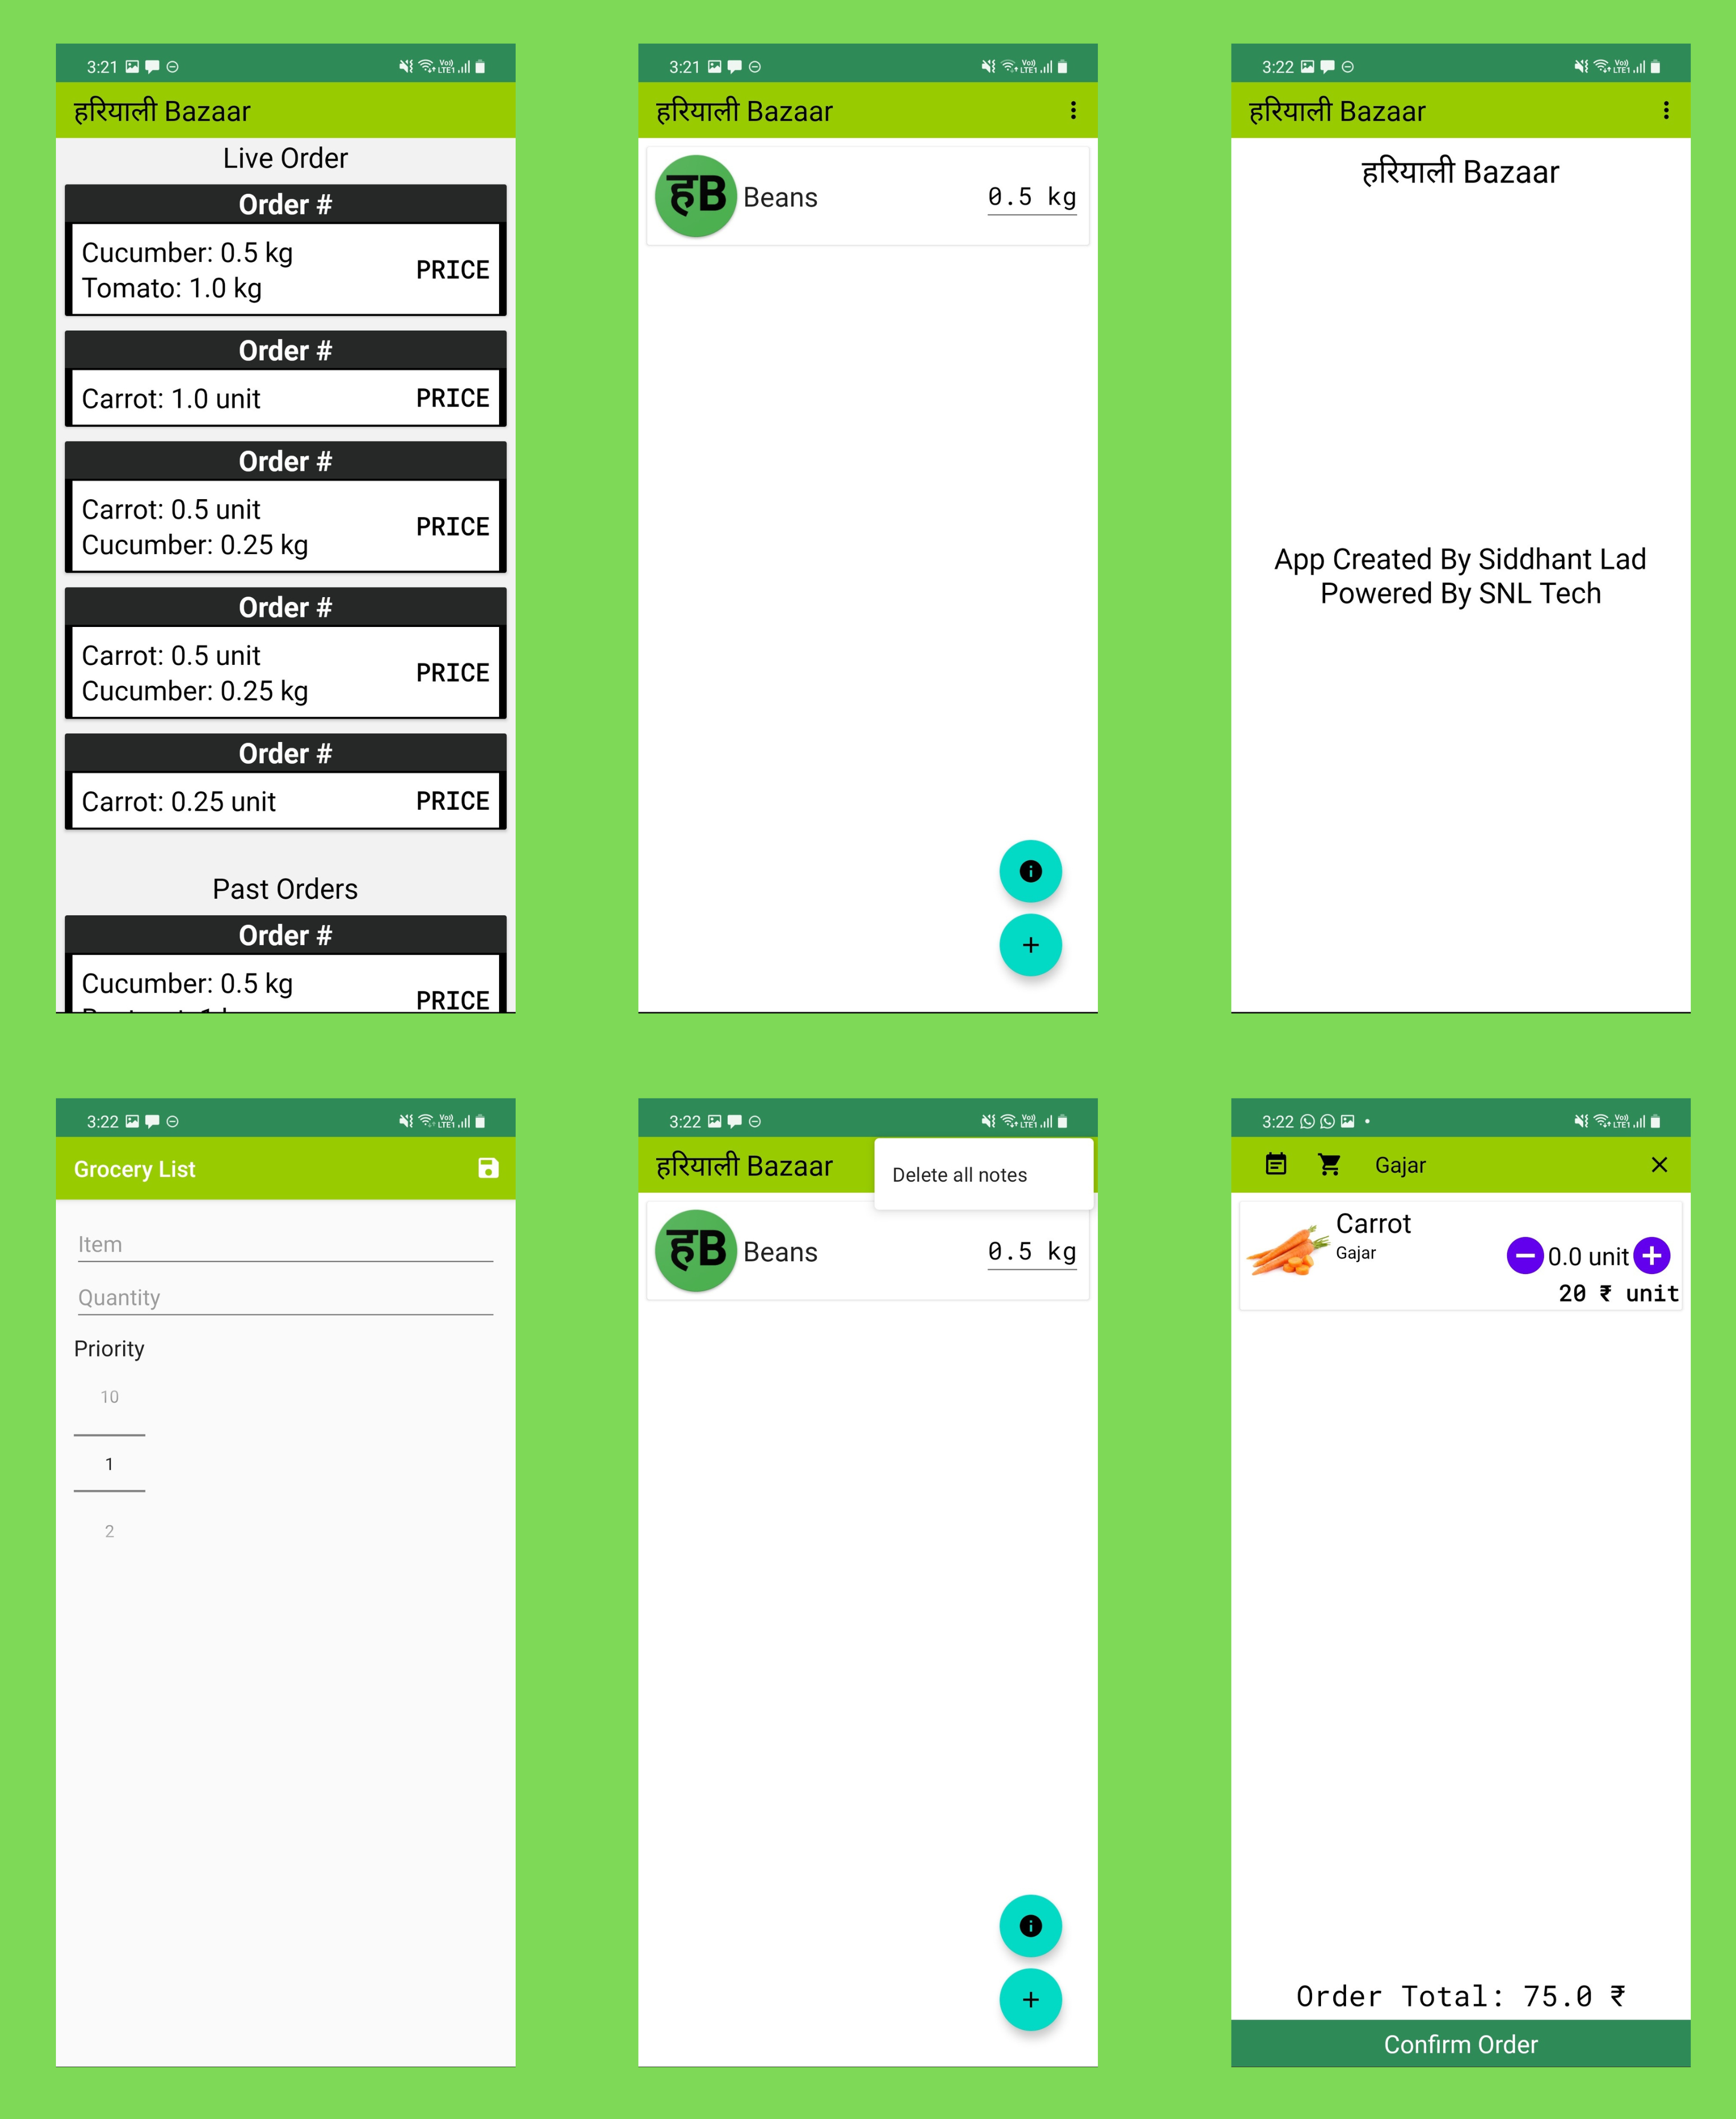 3:21
हरियाली Bazaar
Live Order
Order #
Cucumber: 0.5 kg
Tomato: 1.0 kg
PRICE
Order #
Carrot: 1.0 unit
PRICE
Order #
Carrot: 0.5 unit
Cucumber: 0.25 kg
PRICE
Order #
Carrot: 0.5 unit
Cucumber: 0.25 kg
PRICE
Order #
Carrot: 0.25 unit
PRICE
Past Orders
Order #
Cucumber: 0.5 kg
PRICE
3:21
हरियाली Bazaar
हB
Beans
0.5 kg
3:22
हरियाली Bazaar
हरियाली Bazaar
App Created By Siddhant Lad
Powered By SNL Tech
3:22
Grocery List
Item
Quantity
Priority
10
1
2
3:22
हरियाली Bazaar
Delete all notes
हB
Beans
0.5 kg
3:22
Gajar
Carrot
Gajar
0.0 unit
20 ₹ unit
Order Total: 75.0 ₹
Confirm Order